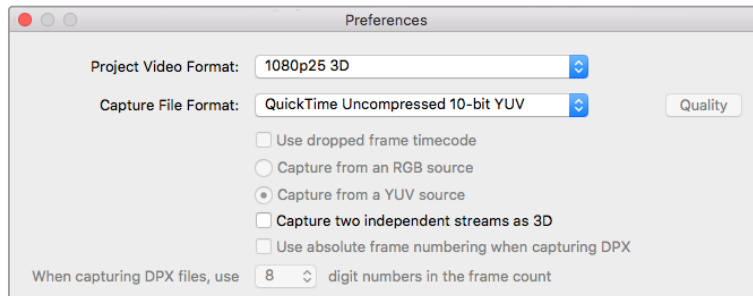 Preferences
Project Video Format: 1080p25 3D
Capture File Format: QuickTime Uncompressed 10-bit YUV Quality
Use dropped frame timecode
Capture from an RGB source
Capture from a YUV source
Capture two independent streams as 3D
Use absolute frame numbering when capturing DPX
When capturing DPX files, use 8 digit numbers in the frame count